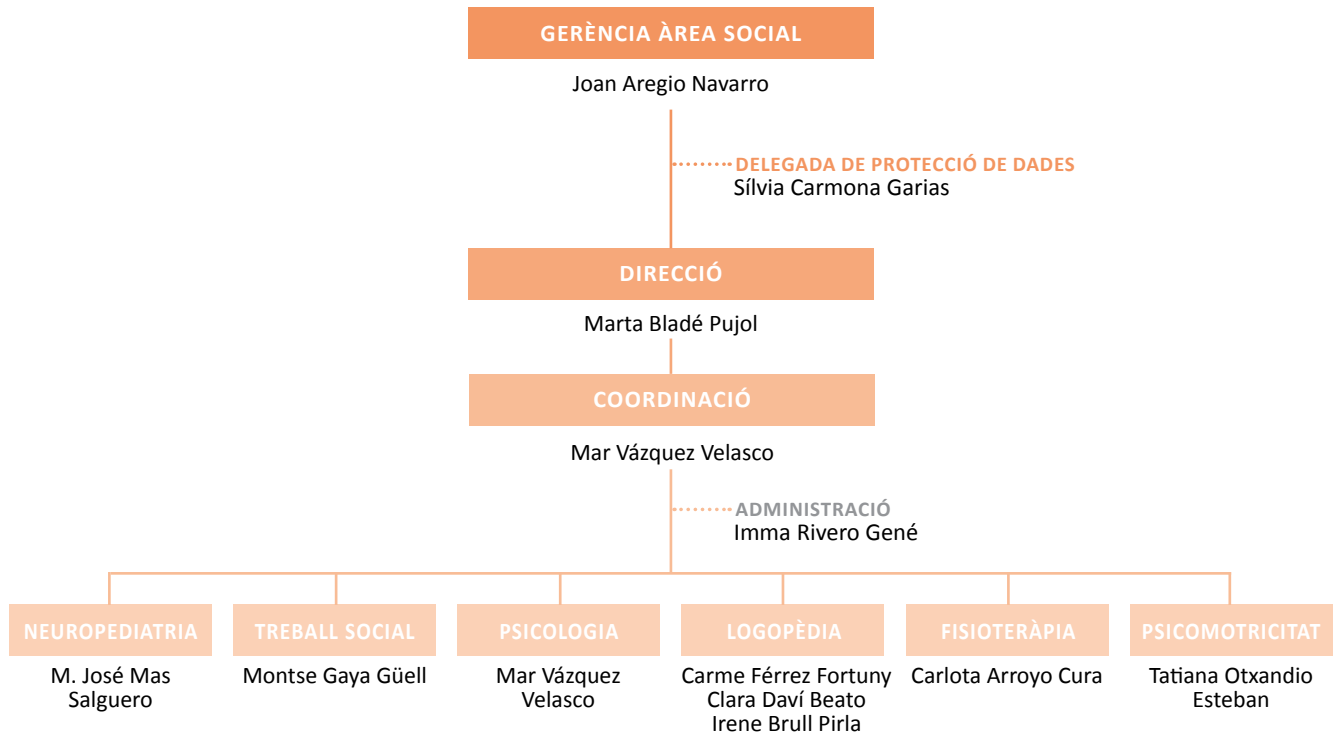 GERÈNCIA ÀREA SOCIAL
Joan Aregio Navarro
DELEGADA DE PROTECCIÓ DE DADES
Sílvia Carmona Garias
DIRECCIÓ
Marta Bladé Pujol
COORDINACIÓ
Mar Vázquez Velasco
ADMINISTRACIÓ
Imma Rivero Gené
NEUROPEDIATRIA
M. José Mas
Salguero
TREBALL SOCIAL
Montse Gaya Güell
PSICOLOGIA
Mar Vázquez
Velasco
LOGOPÈDIA
Carme Férrez Fortuny
Clara Daví Beato
Irene Brull Pirla
FISIOTERÀPIA
Carlota Arroyo Cura
PSICOMOTRICITAT
Tatiana Otxandio
Esteban